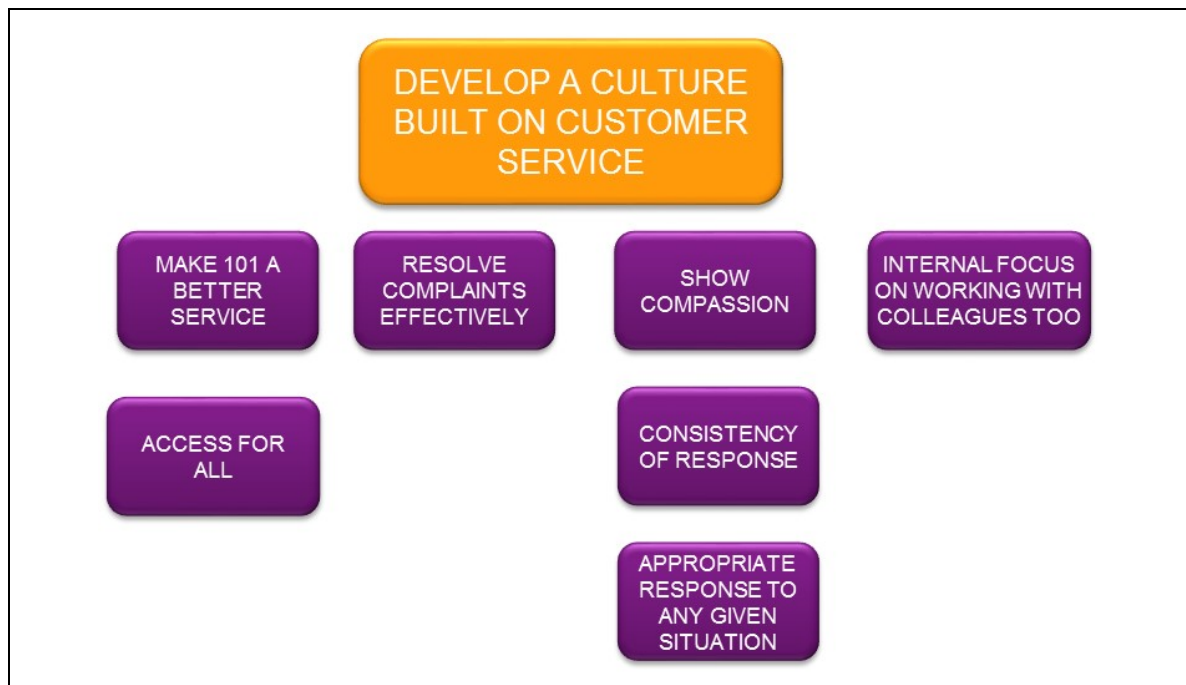 DEVELOP A CULTURE
BUILT ON CUSTOMER
SERVICE
MAKE 101 A
BETTER
SERVICE
RESOLVE
COMPLAINTS
EFFECTIVELY
SHOW
COMPASSION
INTERNAL FOCUS
ON WORKING WITH
COLLEAGUES TOO
ACCESS FOR
ALL
CONSISTENCY
OF RESPONSE
APPROPRIATE
RESPONSE TO
ANY GIVEN
SITUATION